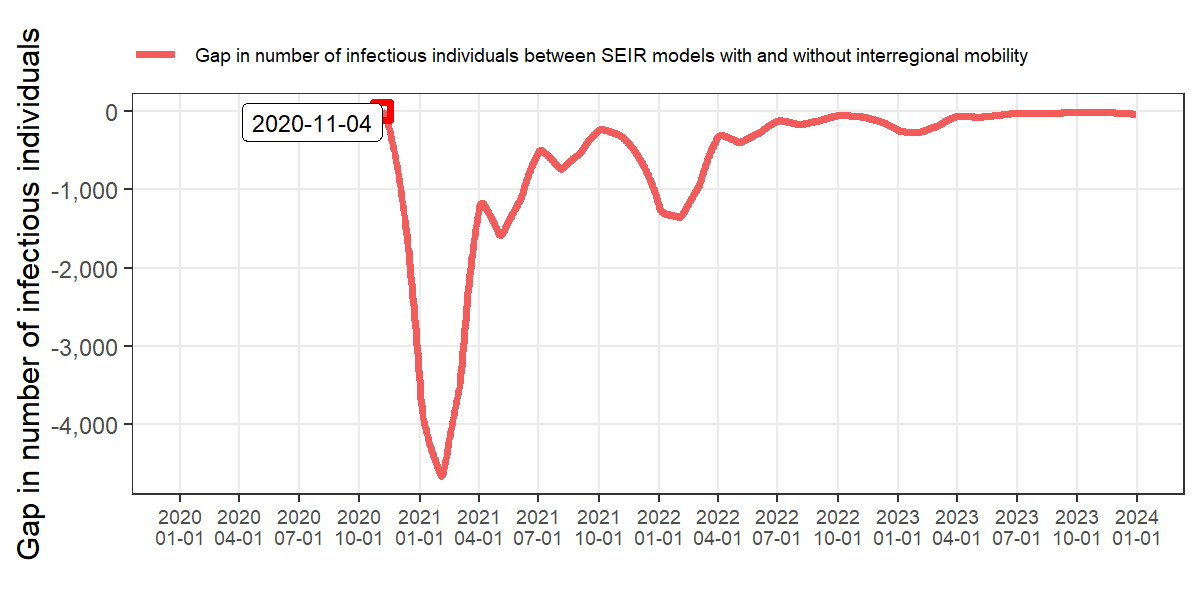 Gap in number of infectious individuals between SEIR models with and without interregional mobility
Gap in number of infectious individuals
0
-1,000
-2,000
-3,000
-4,000
2020-11-04
2020 2020 2020 2020 2021 2021 2021 2021 2022 2022 2022 2022 2023 2023 2023 2023 2024
01-01 04-01 07-01 10-01 01-01 04-01 07-01 10-01 01-01 04-01 07-01 10-01 01-01 04-01 07-01 10-01 01-01